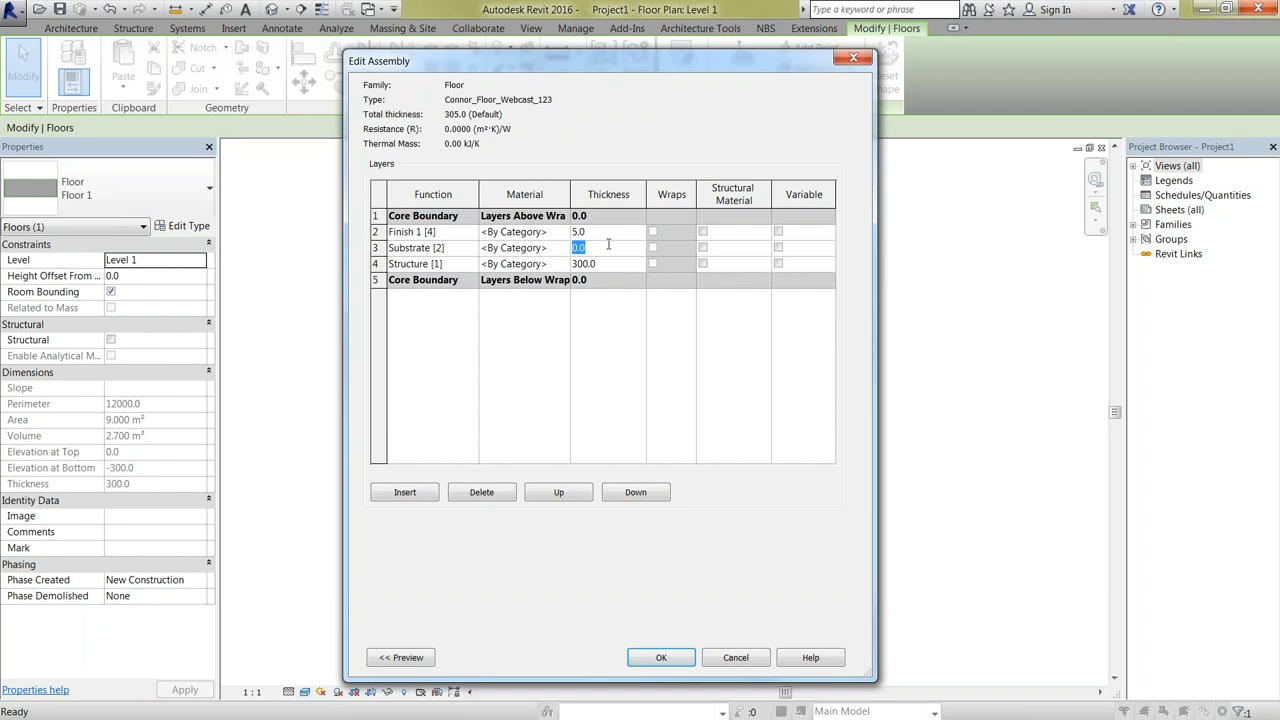 Autodesk Revit 2016 - Project1 - Floor Plan: Level 1
Type a keyword or phrase
Sign In
Architecture
Structure
Systems
Insert
Annotate
Analyze
Massing & Site
Collaborate
View
Manage
Add-Ins
Architecture Tools
NBS
Extensions
Modify | Floors
Modify
Paste
Notch
Cut
Join
Add Point
Reset
Shape
Select
Properties
Clipboard
Geometry
Modify | Floors
Properties
Floor
Floor 1
Floors (1)
Edit Type
Constraints
Level
Level 1
Height Offset From ...
0.0
Room Bounding
Related to Mass
Structural
Structural
Enable Analytical M...
Dimensions
Slope
Perimeter
12000.0
Area
9.000 m²
Volume
2.700 m³
Elevation at Top
0.0
Elevation at Bottom
-300.0
Thickness
300.0
Identity Data
Image
Comments
Mark
Phasing
Phase Created
New Construction
Phase Demolished
None
Properties help
Apply
Edit Assembly
Family:
Floor
Type:
Connor_Floor_Webcast_123
Total thickness:
305.0 (Default)
Resistance (R):
0.0000 (m²·K)/W
Thermal Mass:
0.00 kJ/K
Layers
Function
Material
Thickness
Wraps
Structural
Material
Variable
1
Core Boundary
Layers Above Wra
0.0
2
Finish 1 [4]
<By Category>
5.0
3
Substrate [2]
<By Category>
0.0
4
Structure [1]
<By Category>
300.0
5
Core Boundary
Layers Below Wrap
0.0
Insert
Delete
Up
Down
<< Preview
OK
Cancel
Help
Project Browser - Project1
Views (all)
Legends
Schedules/Quantities
Sheets (all)
Families
Groups
Revit Links
1 : 1
Ready
:0
Main Model
:1